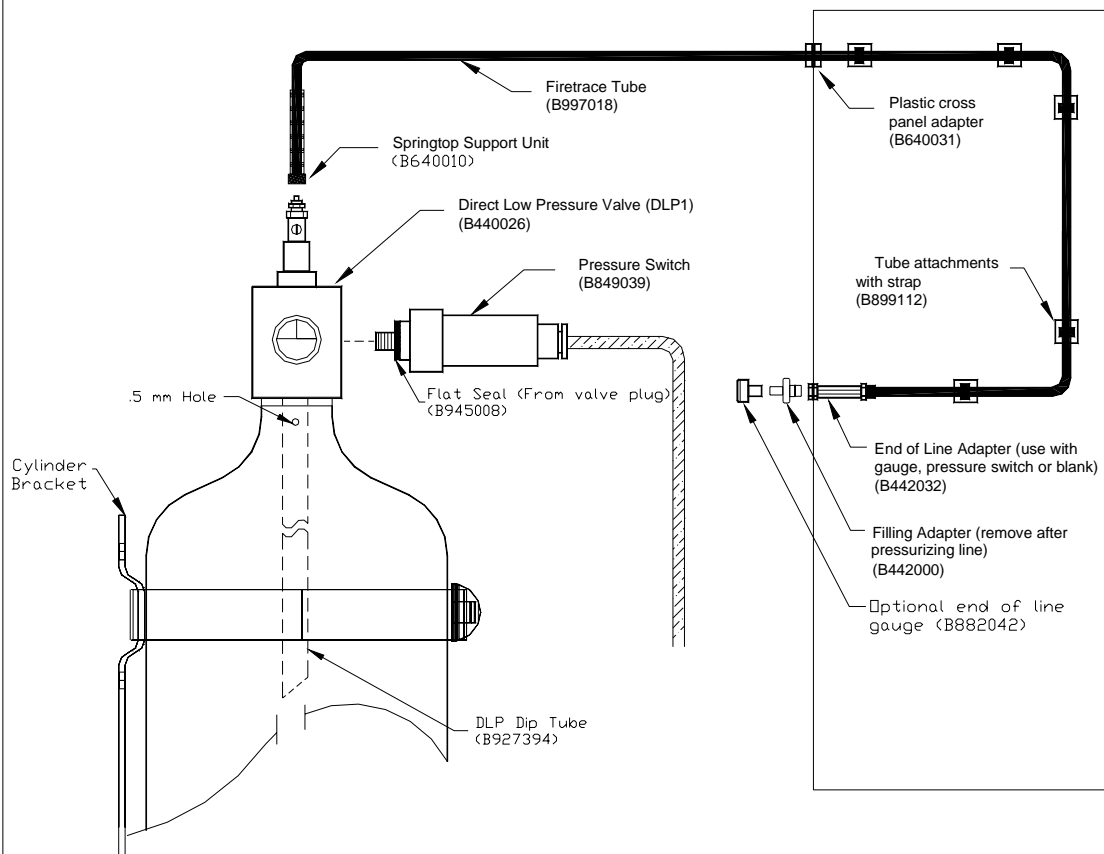 Firetrace Tube
(B997018)
Plastic cross
panel adapter
(B640031)
Springtop Support Unit
(B640010)
Direct Low Pressure Valve (DLP1)
(B440026)
Pressure Switch
(B849039)
Tube attachments
with strap
(B899112)
.5 mm Hole
Flat Seal (From valve plug)
(B945008)
Cylinder
Bracket
End of Line Adapter (use with
gauge, pressure switch or blank)
(B442032)
Filling Adapter (remove after
pressurizing line)
(B442000)
Optional end of line
gauge (B882042)
DLP Dip Tube
(B927394)